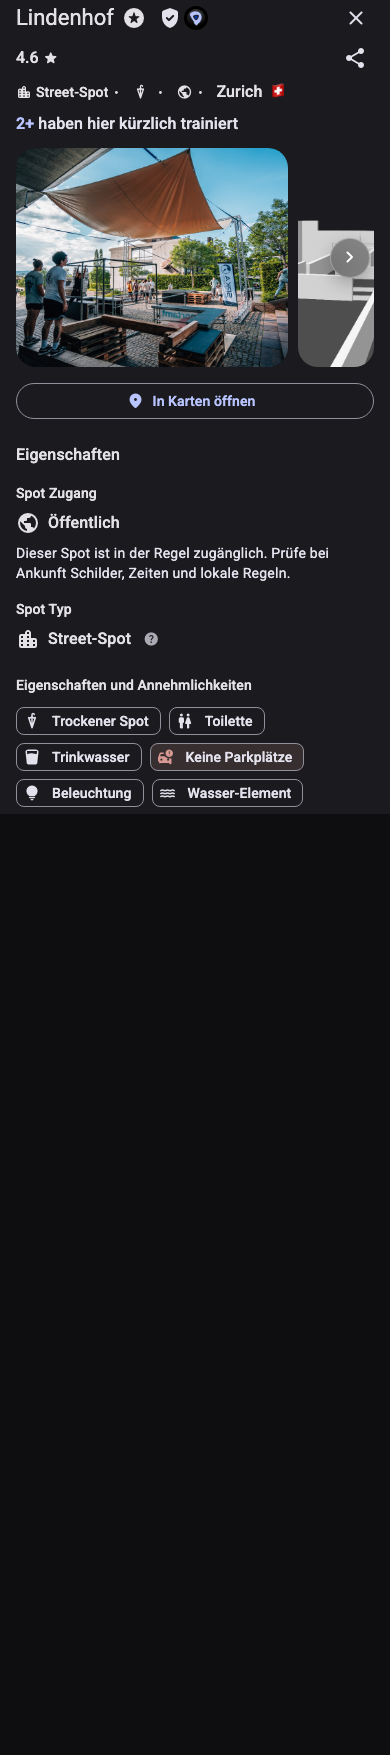 Lindenhof
4.6
Street-Spot • • • Zurich
2+ haben hier kürzlich trainiert
In Karten öffnen
Eigenschaften
Spot Zugang
Öffentlich
Dieser Spot ist in der Regel zugänglich. Prüfe bei
Ankunft Schilder, Zeiten und lokale Regeln.
Spot Typ
Street-Spot ?
Eigenschaften und Annehmlichkeiten
Trockener Spot Toilette
Trinkwasser Keine Parkplätze
Beleuchtung Wasser-Element